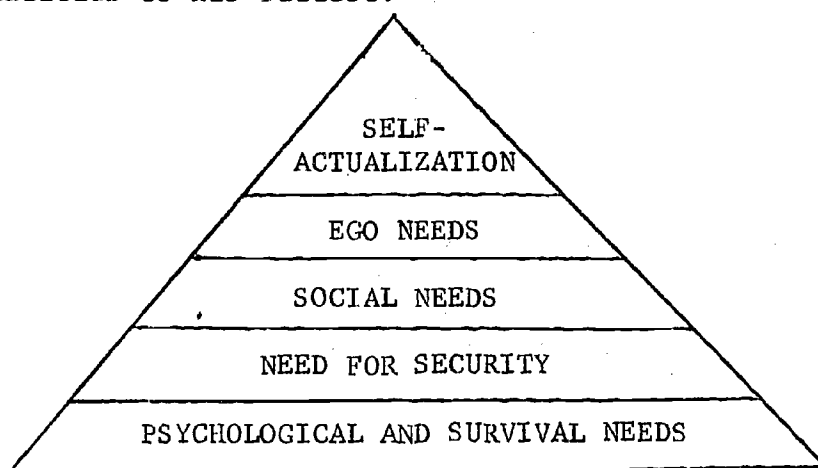 SELF-
ACTUALIZATION
EGO NEEDS
SOCIAL NEEDS
NEED FOR SECURITY
PSYCHOLOGICAL AND SURVIVAL NEEDS